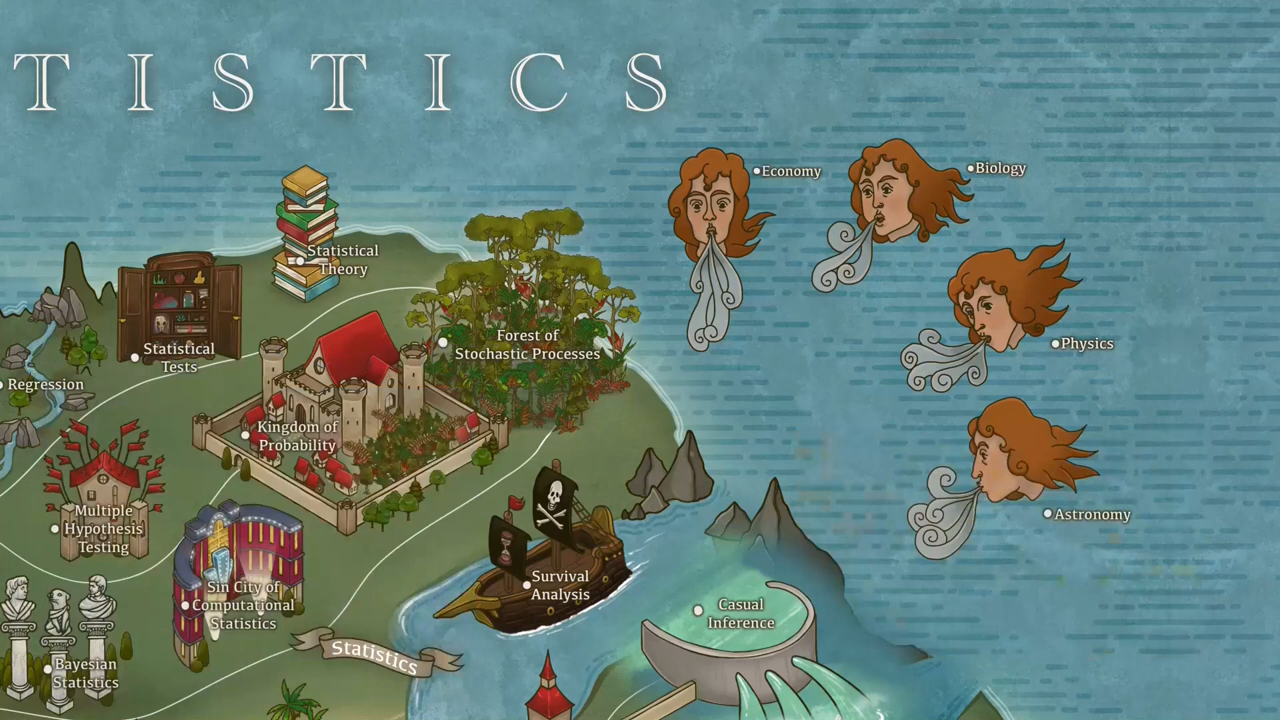 TISTICS
Economy
Biology
Statistical
Theory
Forest of
Stochastic Processes
Physics
Statistical
Tests
Regression
Kingdom of
Probability
Multiple
Hypothesis
Testing
Astronomy
Sin City of
Computational
Statistics
Survival
Analysis
Casual
Inference
Statistics
Bayesian
Statistics